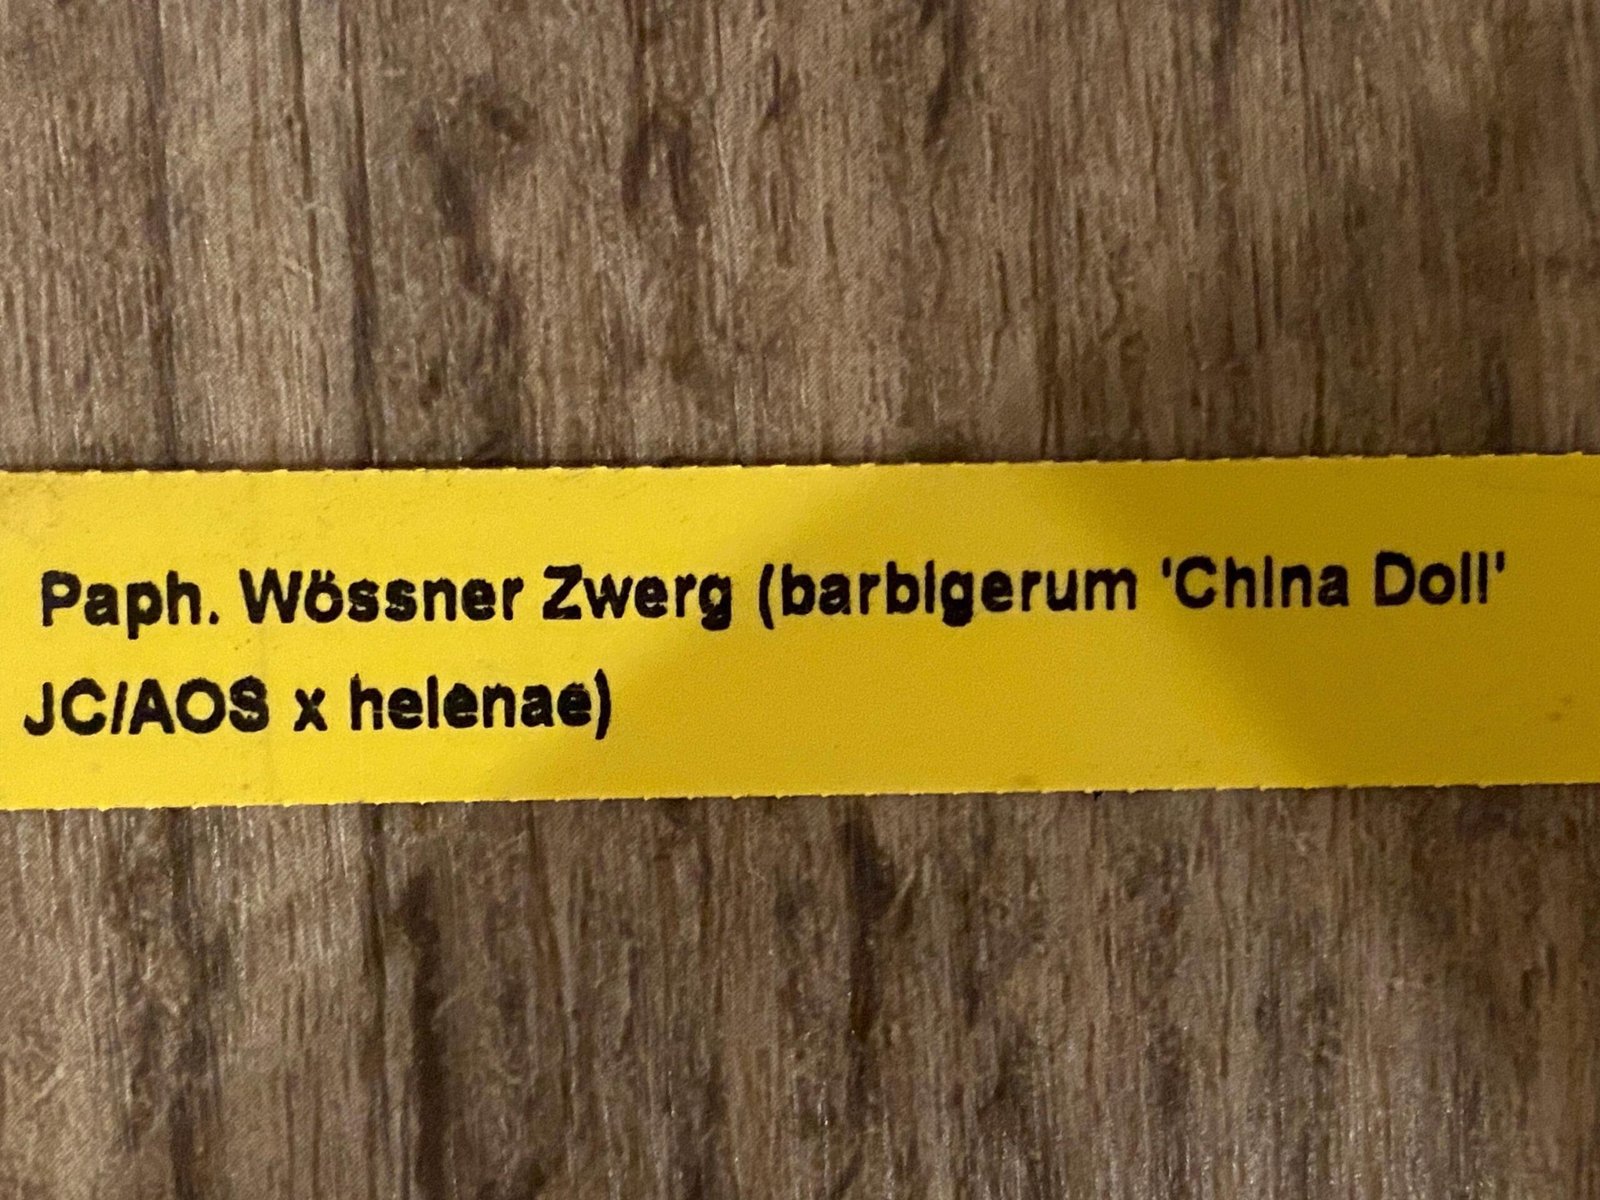 Paph. Wössner Zwerg (barbigerum 'China Doll'
JC/AOS x helenae)